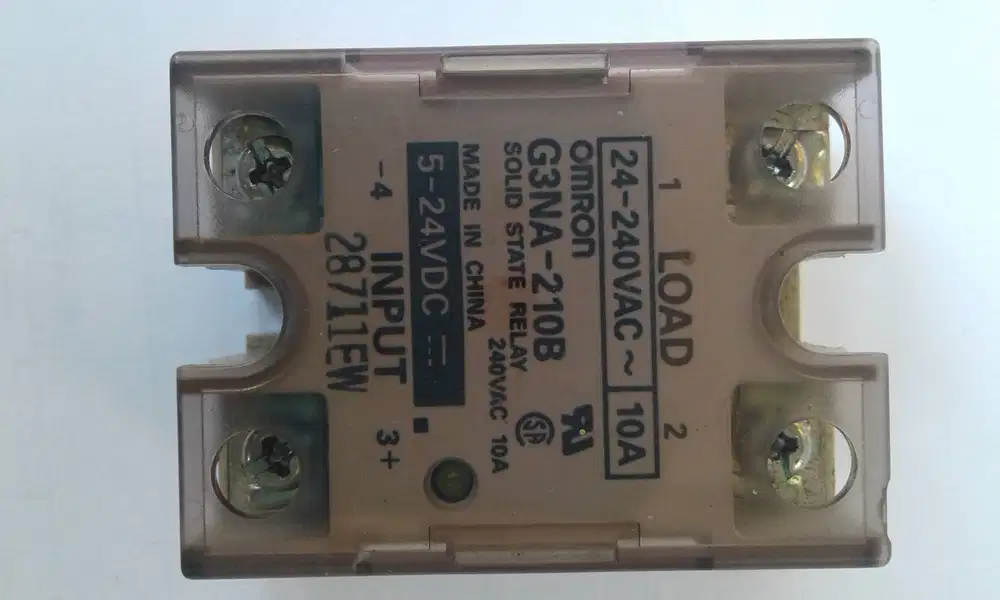 1 LOAD 2
24-240VAC~ 10A
OMRON
G3NA-210B
SOLID STATE RELAY
240VAC 10A
MADE IN CHINA
5-24VDC
-4 INPUT 3+
28711EW